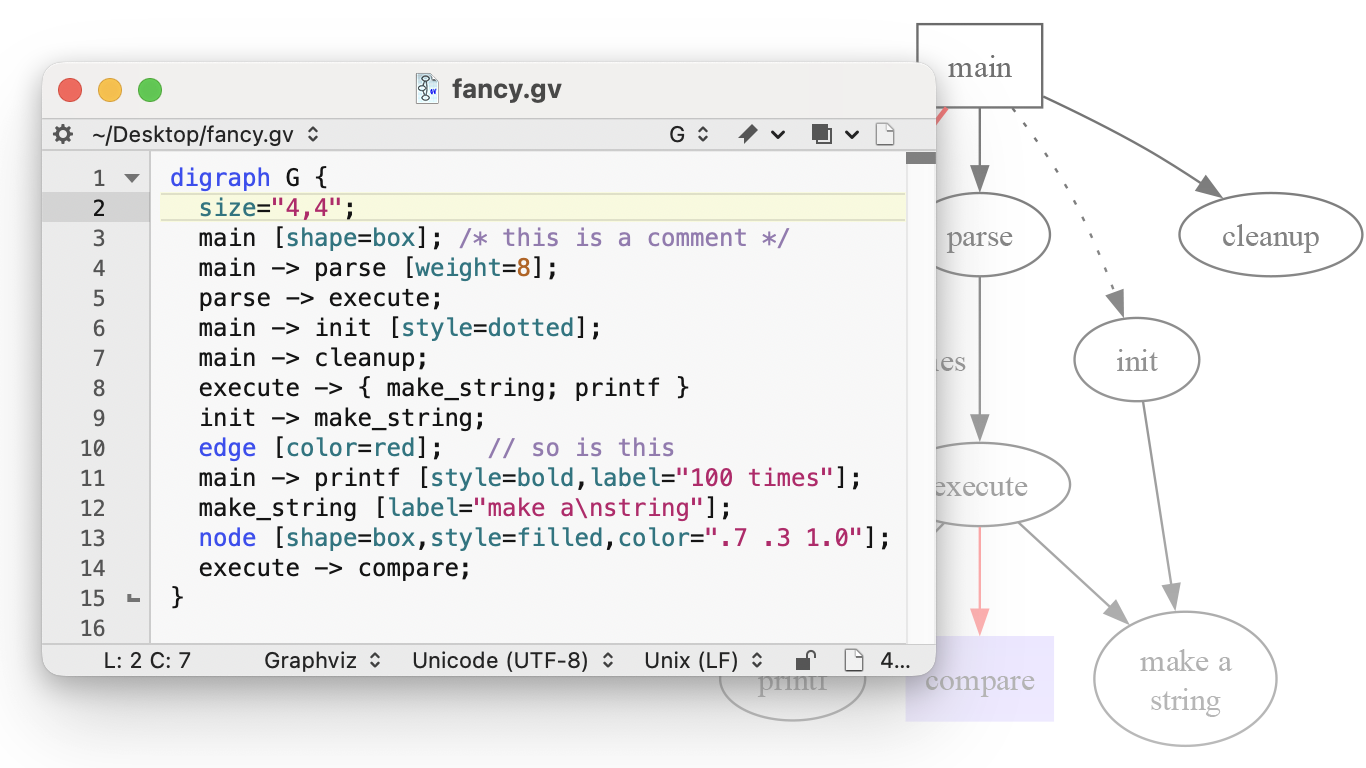 fancy.gv
~/Desktop/fancy.gv G
1 digraph G {
2 size="4,4";
3 main [shape=box]; /* this is a comment */
4 main -> parse [weight=8];
5 parse -> execute;
6 main -> init [style=dotted];
7 main -> cleanup;
8 execute -> { make_string; printf }
9 init -> make_string;
10 edge [color=red];   // so is this
11 main -> printf [style=bold,label="100 times"];
12 make_string [label="make a\nstring"];
13 node [shape=box,style=filled,color=".7 .3 1.0"];
14 execute -> compare;
15 }
16
L: 2 C: 7 Graphviz Unicode (UTF-8) Unix (LF) 4...
main
parse
cleanup
init
execute
printf
compare
make a
string